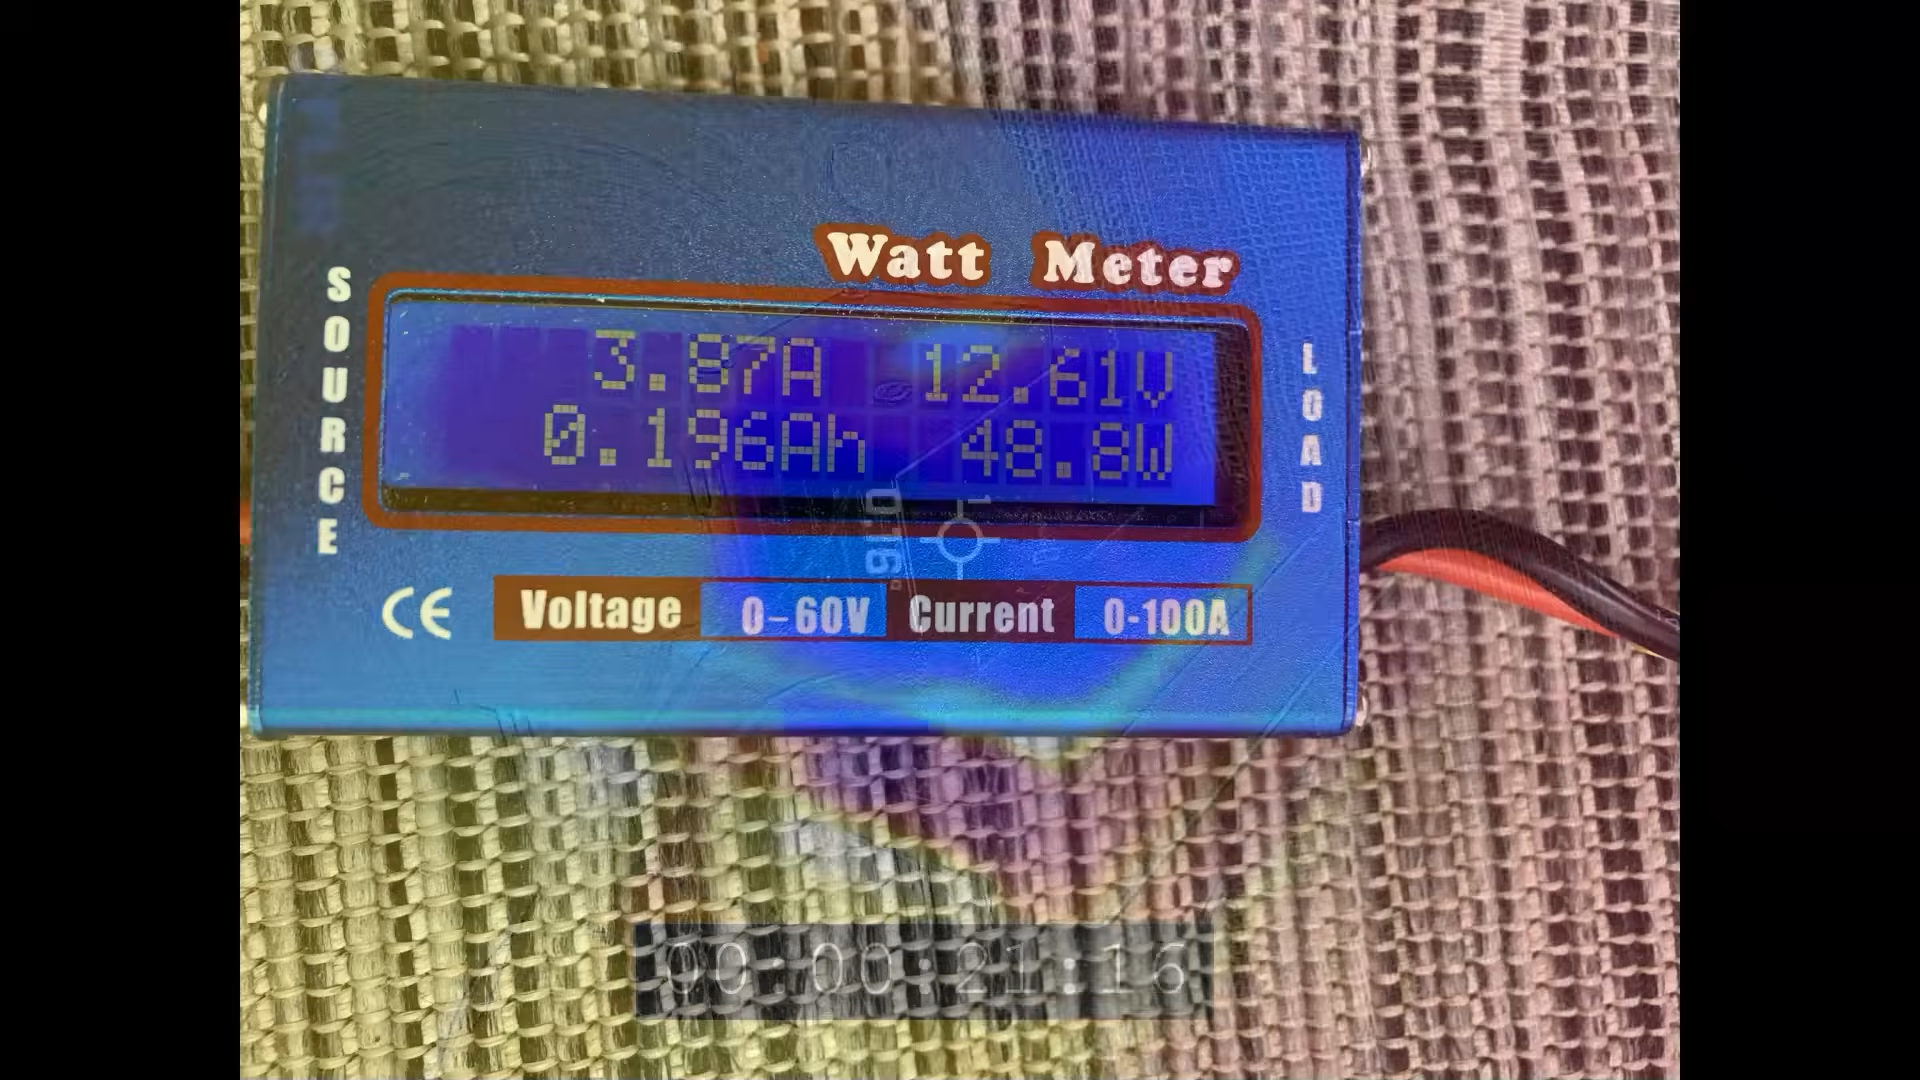 Watt Meter
SOURCE
3.87A 12.61V
0.196Ah 48.8W
LOAD
CE Voltage 0-60V Current 0-100A
00:00:21:16